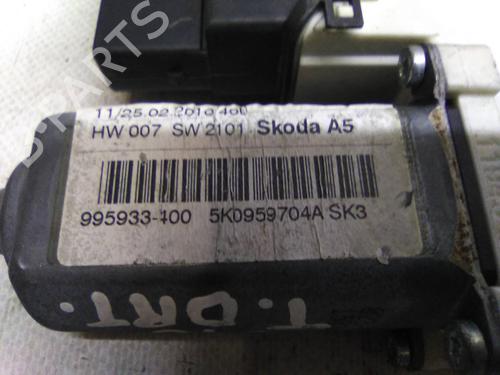 11/25.02.2010 400
HW 007 SW 2101 Skoda A5
995933-400 5K0959704A SK3
T. DRT.